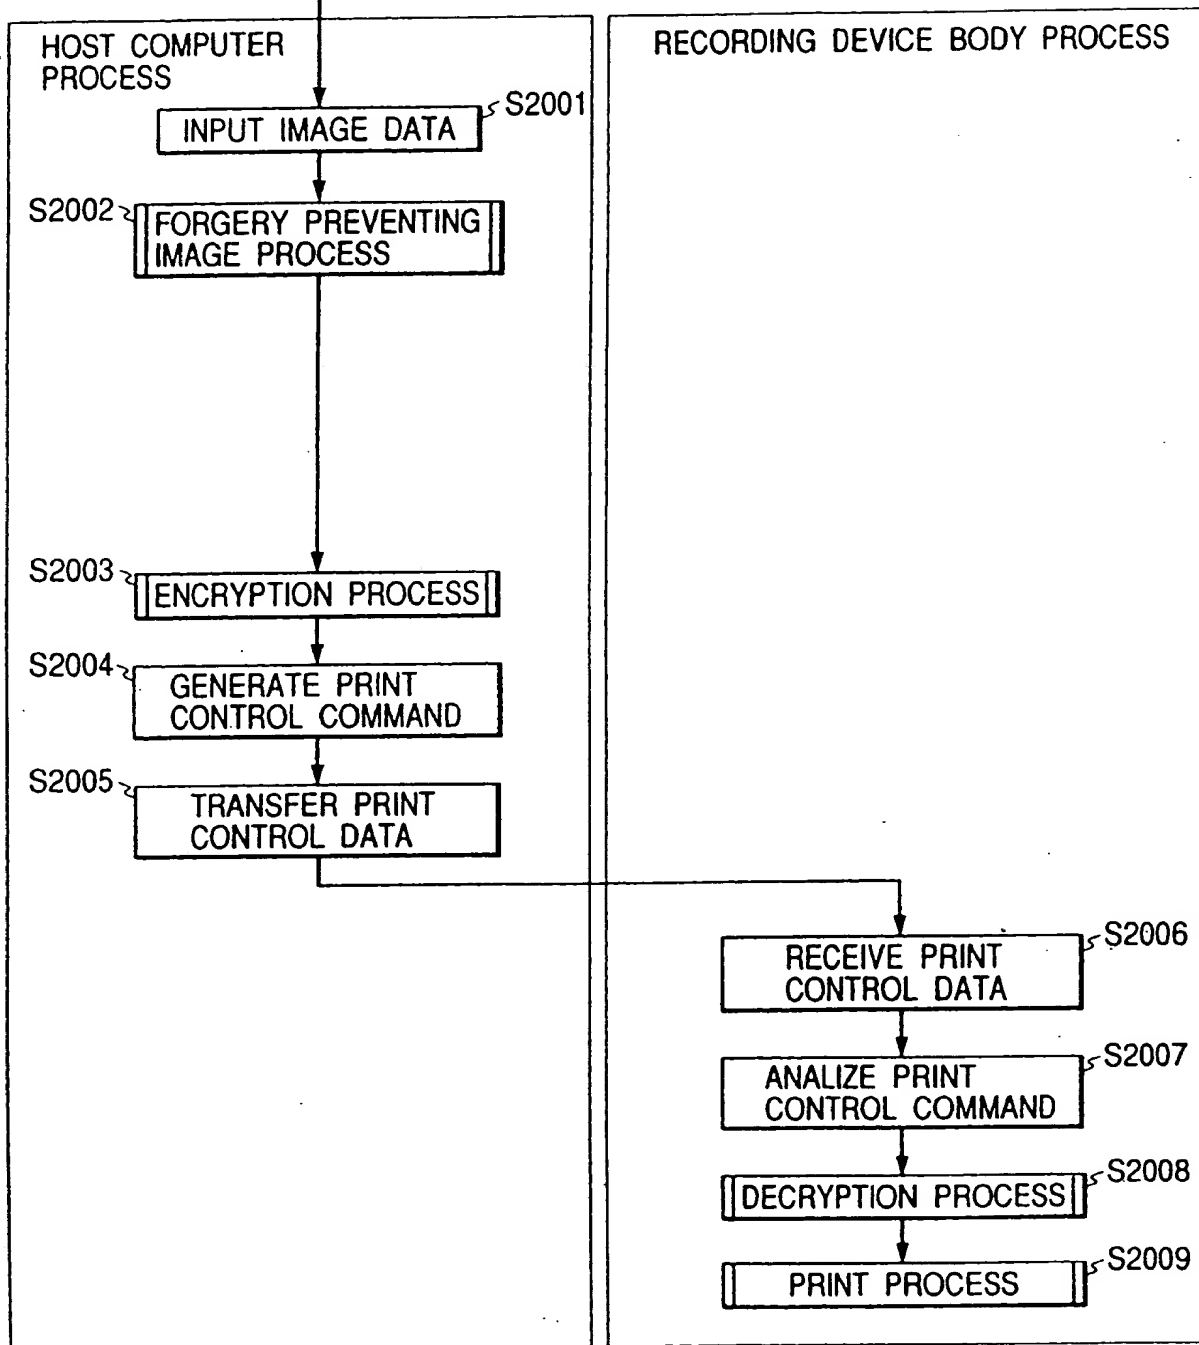 HOST COMPUTER
PROCESS
S2001
INPUT IMAGE DATA
S2002
FORGERY PREVENTING
IMAGE PROCESS
S2003
ENCRYPTION PROCESS
S2004
GENERATE PRINT
CONTROL COMMAND
S2005
TRANSFER PRINT
CONTROL DATA
RECORDING DEVICE BODY PROCESS
S2006
RECEIVE PRINT
CONTROL DATA
S2007
ANALIZE PRINT
CONTROL COMMAND
S2008
DECRYPTION PROCESS
S2009
PRINT PROCESS